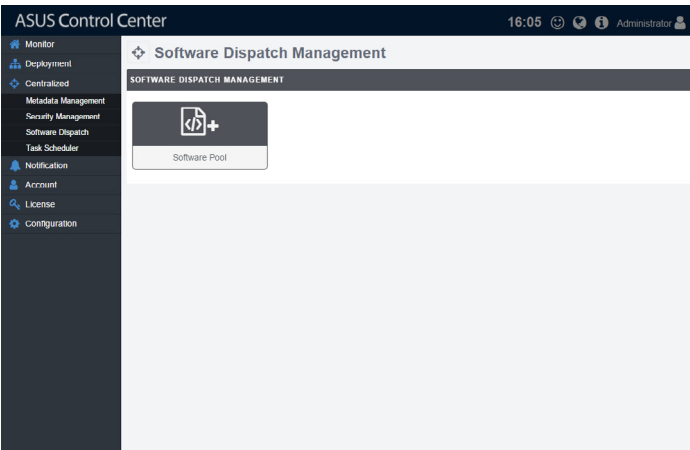 ASUS Control Center
16:05 Administrator
Monitor
Deployment
Centralized
Metadata Management
Security Management
Software Dispatch
Task Scheduler
Notification
Account
License
Configuration
Software Dispatch Management
SOFTWARE DISPATCH MANAGEMENT
Software Pool